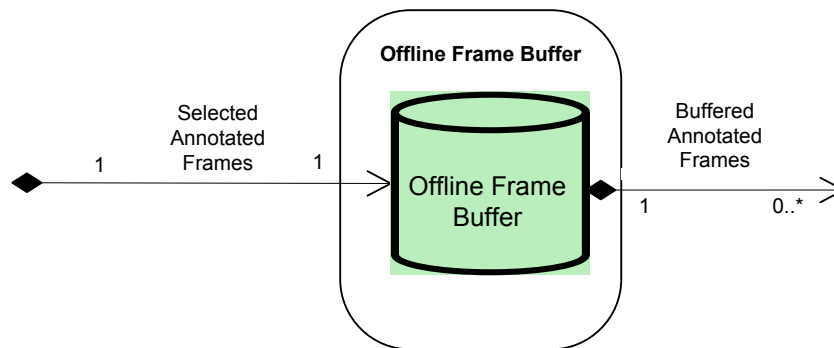 Offline Frame Buffer
Selected
Annotated
Frames
1
1
Offline Frame
Buffer
Buffered
Annotated
Frames
1
0..*